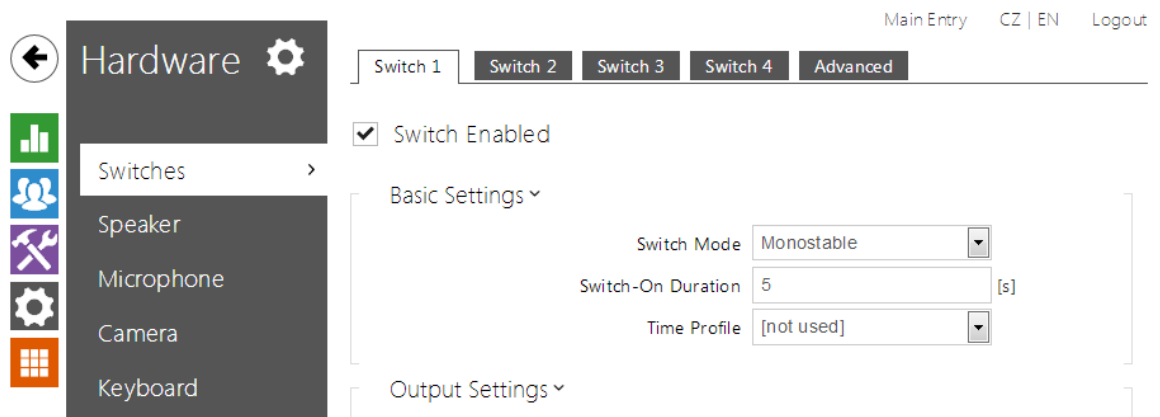 Main Entry CZ | EN Logout
Hardware
Switch 1 Switch 2 Switch 3 Switch 4 Advanced
Switch Enabled
Switches
Speaker
Microphone
Camera
Keyboard
Basic Settings
Switch Mode Monostable
Switch-On Duration 5 [s]
Time Profile [not used]
Output Settings